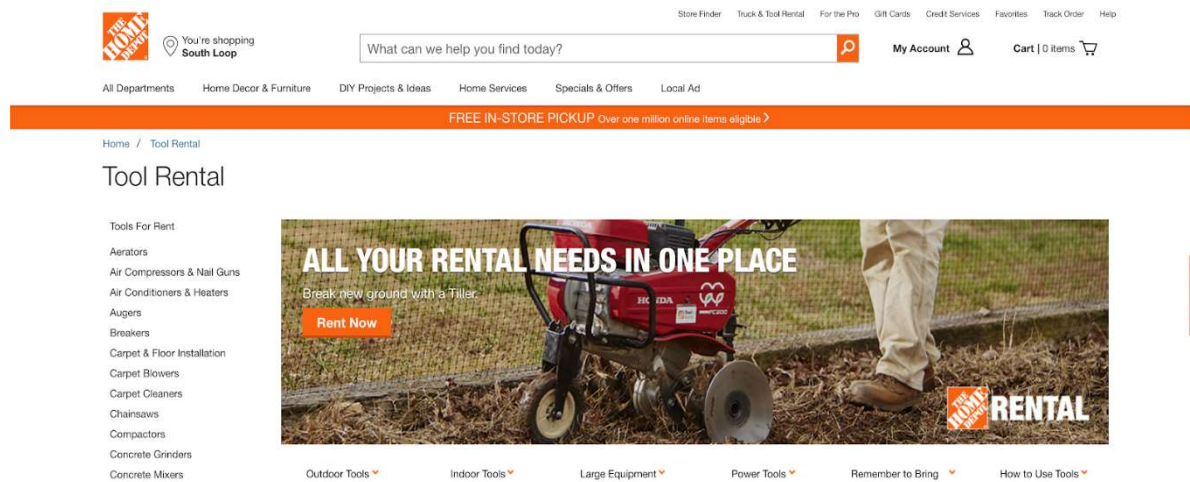 Store Finder Truck & Tool Rental For the Pro Gift Cards Credit Services Favorites Track Order Help
THE HOME DEPOT
You're shopping
South Loop
What can we help you find today?
My Account
Cart | 0 items
All Departments Home Decor & Furniture DIY Projects & Ideas Home Services Specials & Offers Local Ad
FREE IN-STORE PICKUP Over one million online items eligible >
Home / Tool Rental
Tool Rental
Tools For Rent
Aerators
Air Compressors & Nail Guns
Air Conditioners & Heaters
Augers
Breakers
Carpet & Floor Installation
Carpet Blowers
Carpet Cleaners
Chainsaws
Compactors
Concrete Grinders
Concrete Mixers
ALL YOUR RENTAL NEEDS IN ONE PLACE
Break new ground with a Tiller.
Rent Now
HONDA
FC300
THE HOME DEPOT RENTAL
Outdoor Tools Indoor Tools Large Equipment Power Tools Remember to Bring How to Use Tools